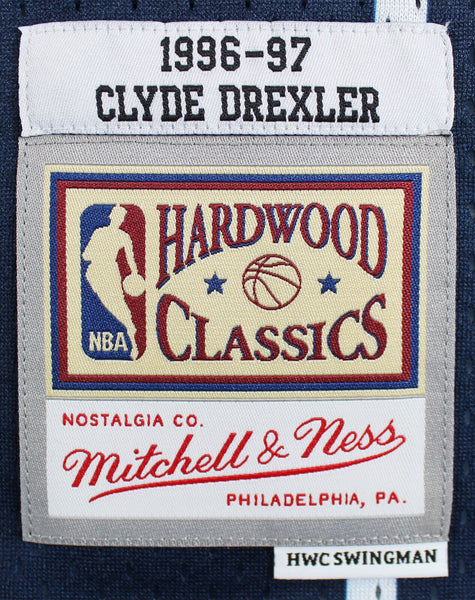 1996-97
CLYDE DREXLER
HARDWOOD
NBA
CLASSICS
NOSTALGIA CO.
Mitchell & Ness
PHILADELPHIA, PA.
HWC SWINGMAN